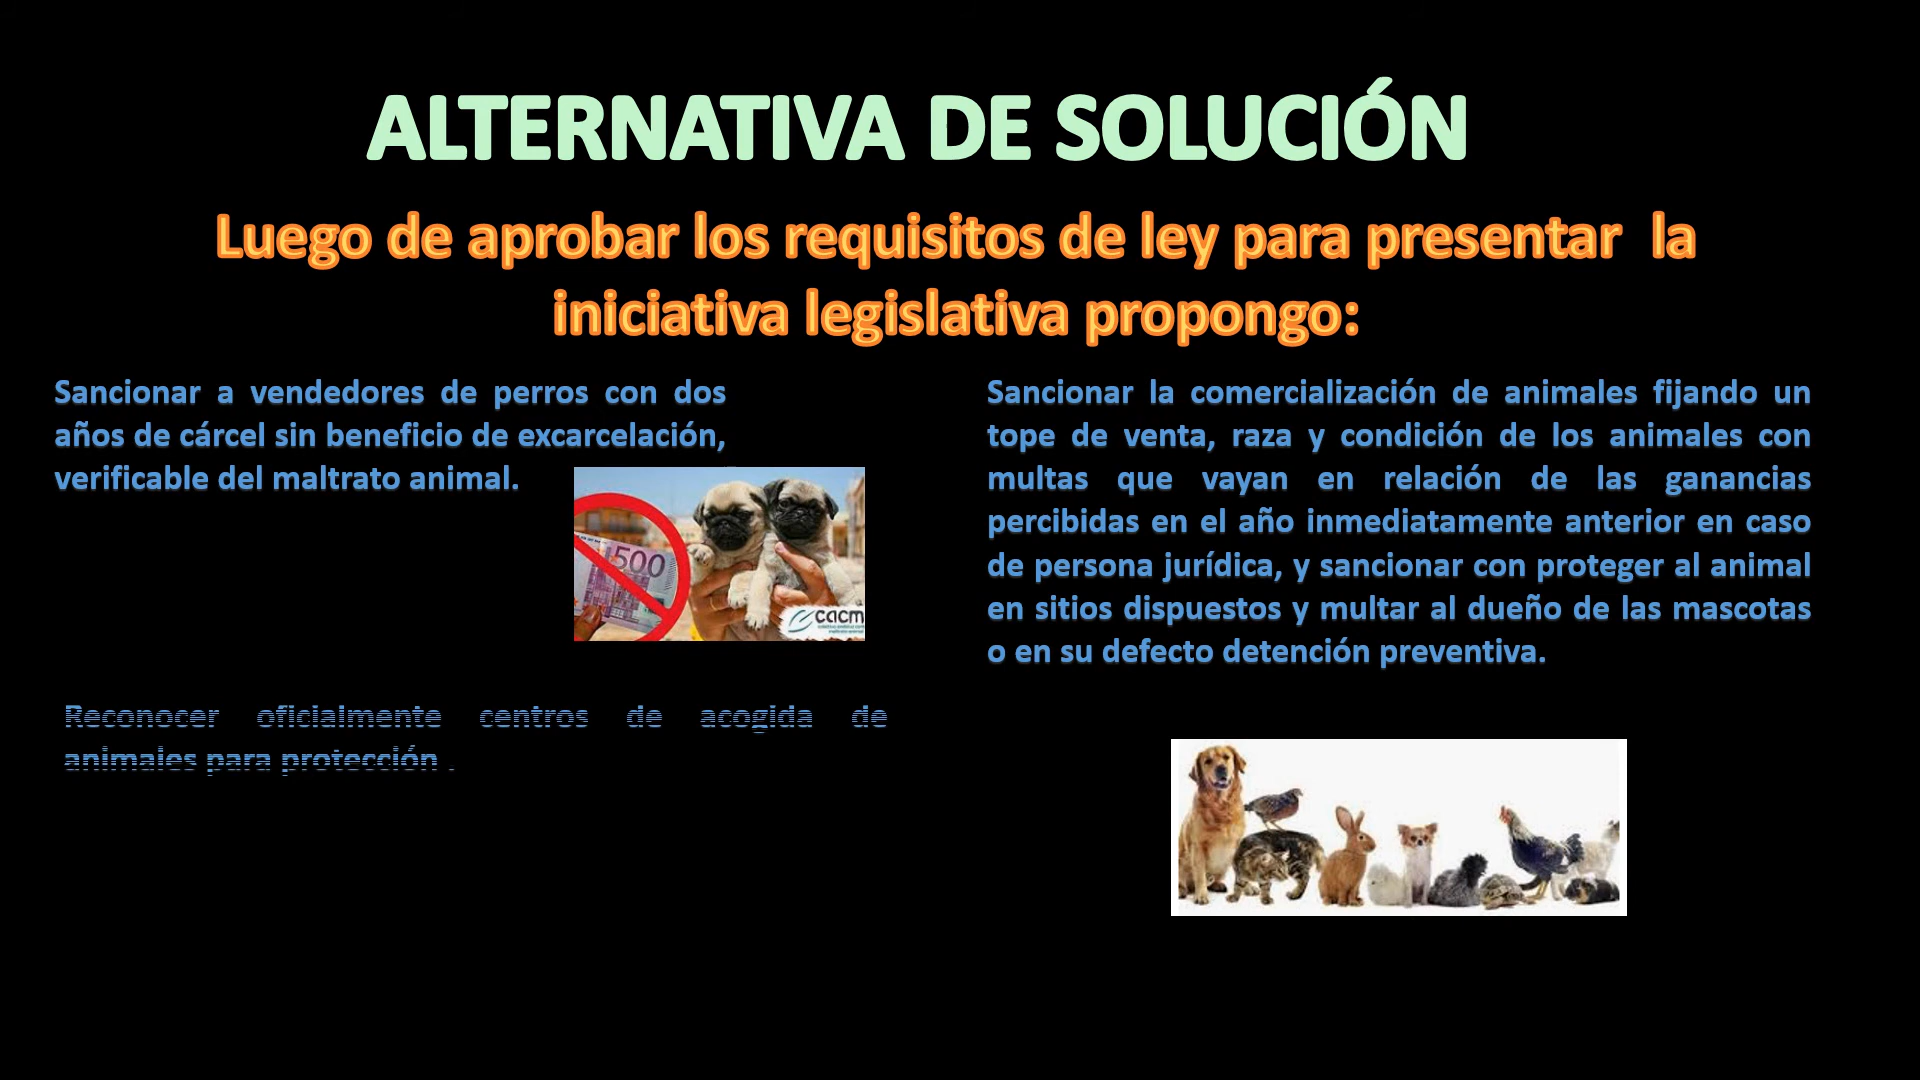 ALTERNATIVA DE SOLUCIÓN
Luego de aprobar los requisitos de ley para presentar la
iniciativa legislativa propongo:
Sancionar a vendedores de perros con dos
años de cárcel sin beneficio de excarcelación,
verificable del maltrato animal.
500
cacm
Reconocer oficialmente centros de acogida de
animales para protección .
Sancionar la comercialización de animales fijando un
tope de venta, raza y condición de los animales con
multas que vayan en relación de las ganancias
percibidas en el año inmediatamente anterior en caso
de persona jurídica, y sancionar con proteger al animal
en sitios dispuestos y multar al dueño de las mascotas
o en su defecto detención preventiva.